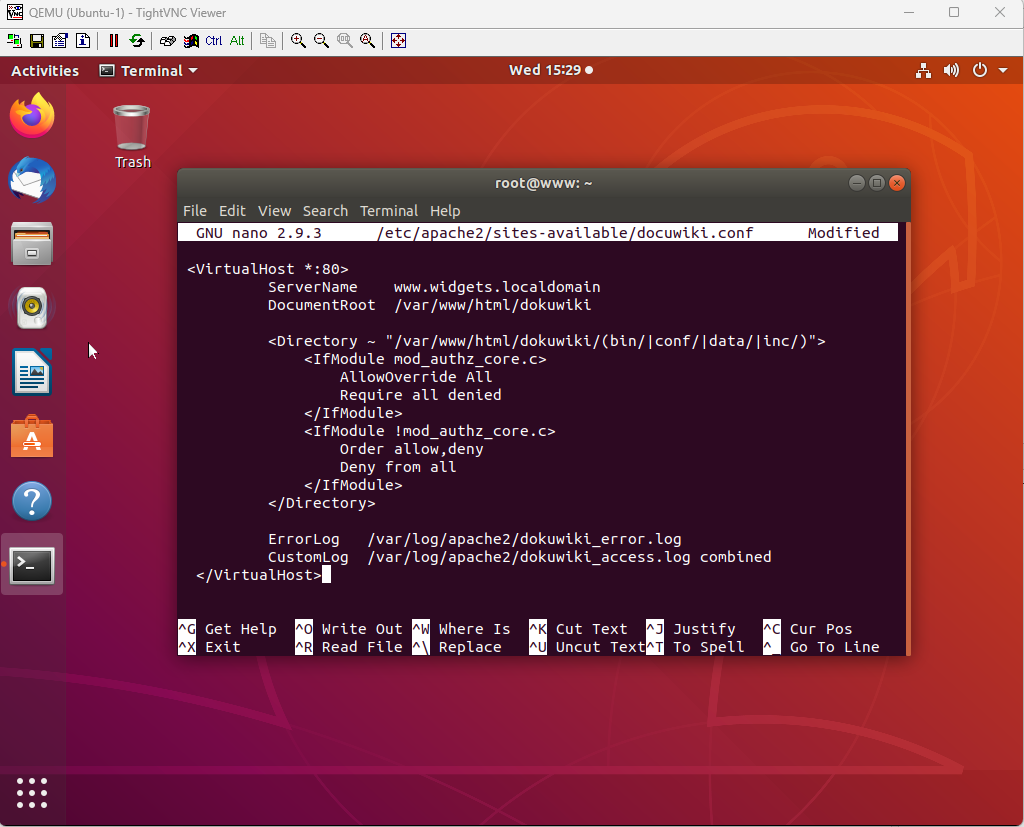 QEMU (Ubuntu-1) - TightVNC Viewer
Ctrl Alt
Activities Terminal Wed 15:29
Trash
root@www: ~
File Edit View Search Terminal Help
GNU nano 2.9.3 /etc/apache2/sites-available/docuwiki.conf Modified
<VirtualHost *:80>
ServerName www.widgets.localdomain
DocumentRoot /var/www/html/dokuwiki
<Directory ~ "/var/www/html/dokuwiki/(bin/|conf/|data/|inc/)">
<IfModule mod_authz_core.c>
AllowOverride All
Require all denied
</IfModule>
<IfModule !mod_authz_core.c>
Order allow,deny
Deny from all
</IfModule>
</Directory>
ErrorLog /var/log/apache2/dokuwiki_error.log
CustomLog /var/log/apache2/dokuwiki_access.log combined
</VirtualHost>
^G Get Help ^O Write Out ^W Where Is ^K Cut Text ^J Justify ^C Cur Pos
^X Exit ^R Read File ^\ Replace ^U Uncut Text ^T To Spell ^_ Go To Line